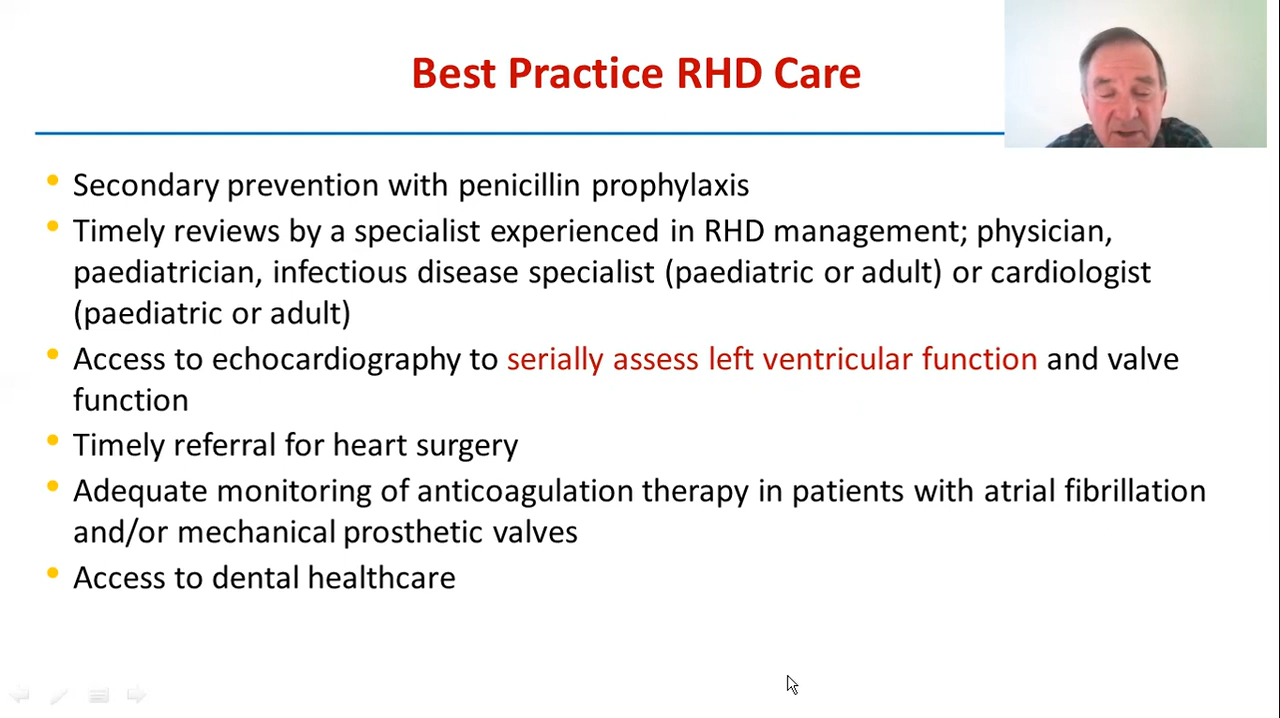 Best Practice RHD Care
• Secondary prevention with penicillin prophylaxis
• Timely reviews by a specialist experienced in RHD management; physician,
paediatrician, infectious disease specialist (paediatric or adult) or cardiologist
(paediatric or adult)
• Access to echocardiography to serially assess left ventricular function and valve
function
• Timely referral for heart surgery
• Adequate monitoring of anticoagulation therapy in patients with atrial fibrillation
and/or mechanical prosthetic valves
• Access to dental healthcare